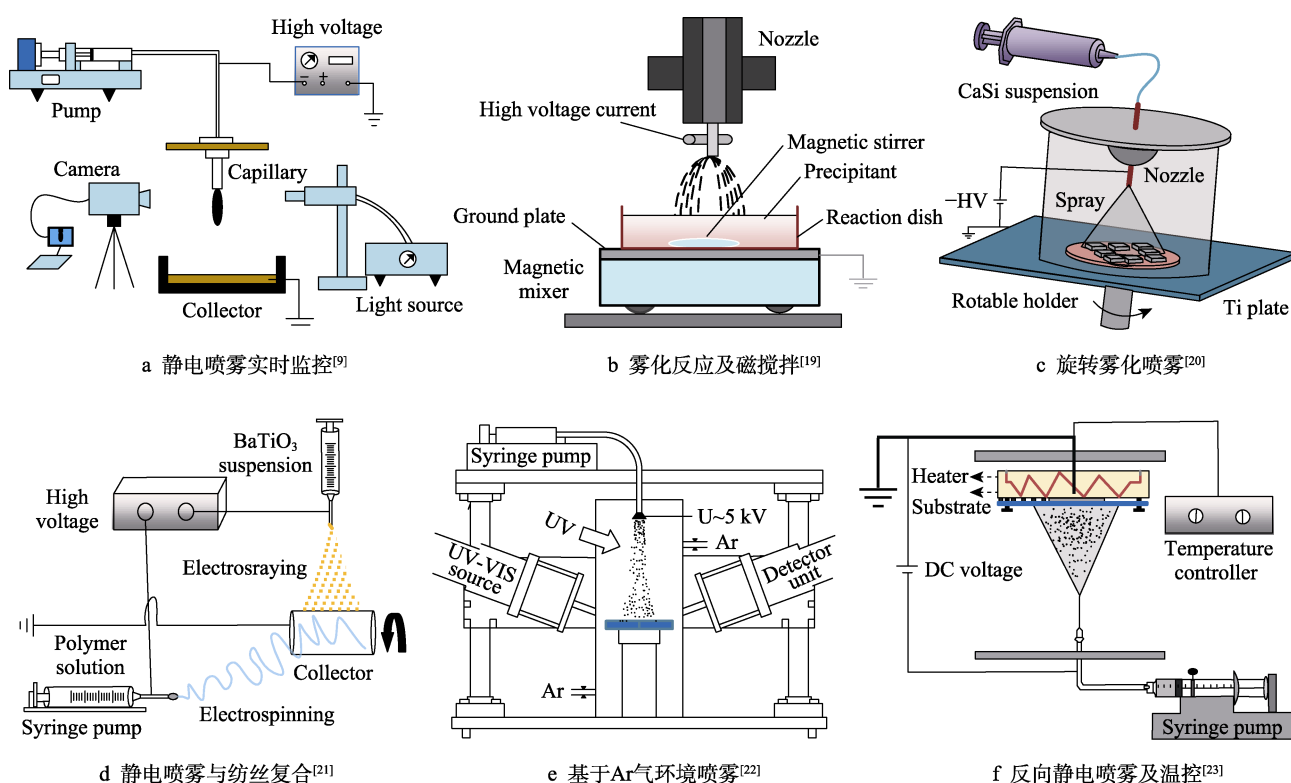 High voltage
− +
Pump
Camera
Capillary
Collector
Light source
a 静电喷雾实时监控[9]
Nozzle
High voltage current
Magnetic stirrer
Precipitant
Ground plate
Reaction dish
Magnetic
mixer
b 雾化反应及磁搅拌[19]
CaSi suspension
Nozzle
−HV
Spray
Rotable holder
Ti plate
c 旋转雾化喷雾[20]
BaTiO3
suspension
High
voltage
Electrosraying
Polymer
solution
Collector
Syringe pump
Electrospinning
d 静电喷雾与纺丝复合[21]
Syringe pump
U~5 kV
UV
Ar
UV-VIS
source
Detector
unit
Ar
e 基于Ar气环境喷雾[22]
Heater
Substrate
Temperature
controller
DC voltage
Syringe pump
f 反向静电喷雾及温控[23]